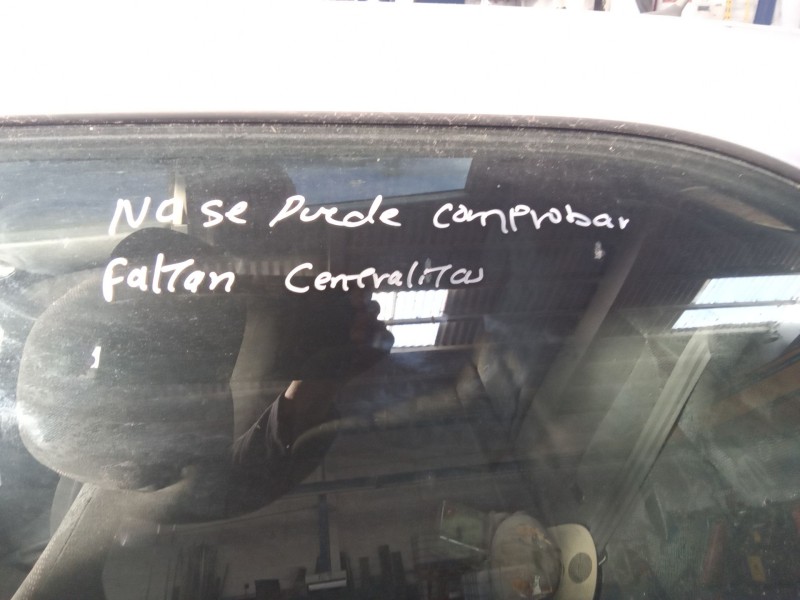 No se Puede comprobar
faltan Centralitas